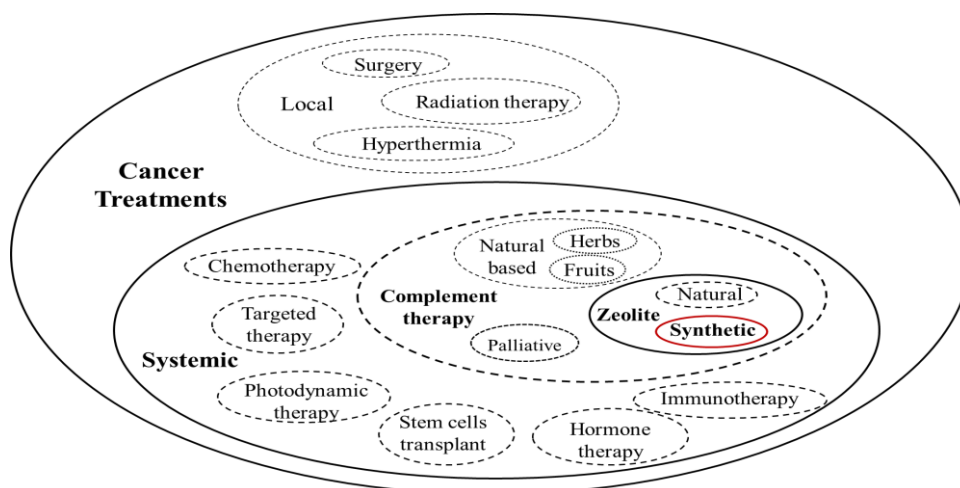 Surgery
Local
Radiation therapy
Hyperthermia
Cancer
Treatments
Systemic
Chemotherapy
Targeted
therapy
Photodynamic
therapy
Stem cells
transplant
Hormone
therapy
Immunotherapy
Complement
therapy
Natural
based
Herbs
Fruits
Palliative
Zeolite
Natural
Synthetic